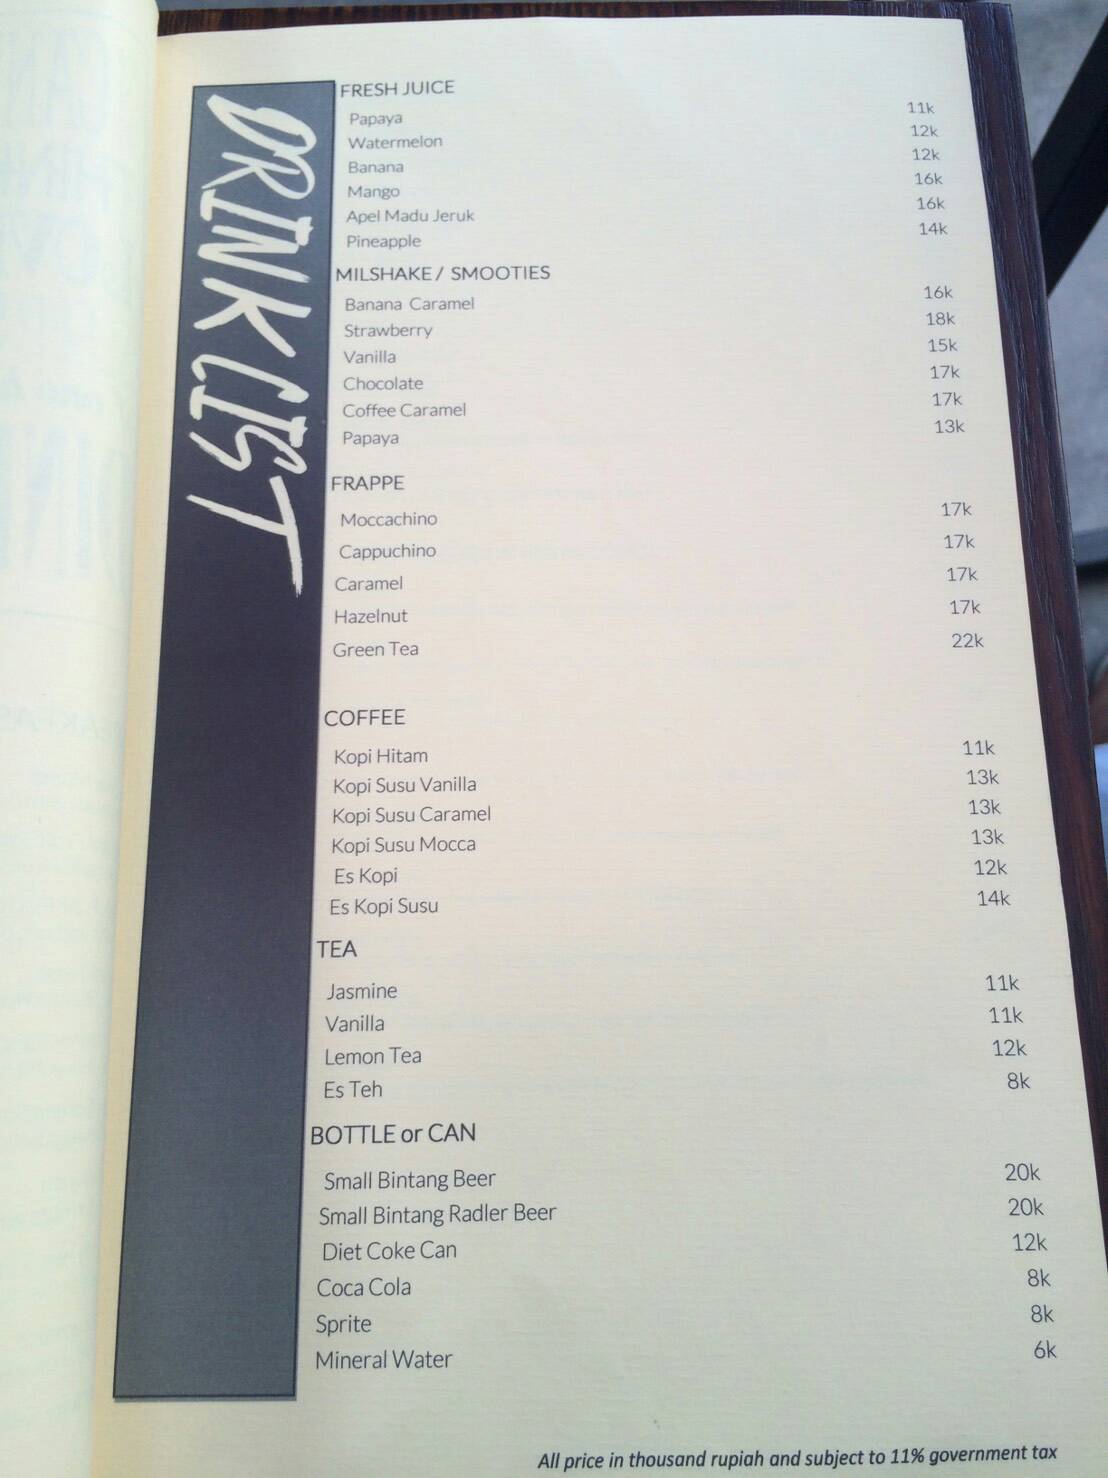 DRINK LIST
FRESH JUICE
Papaya 11k
Watermelon 12k
Banana 12k
Mango 16k
Apel Madu Jeruk 16k
Pineapple 14k
MILSHAKE / SMOOTIES
Banana Caramel 16k
Strawberry 18k
Vanilla 15k
Chocolate 17k
Coffee Caramel 17k
Papaya 13k
FRAPPE
Moccachino 17k
Cappuchino 17k
Caramel 17k
Hazelnut 17k
Green Tea 22k
COFFEE
Kopi Hitam 11k
Kopi Susu Vanilla 13k
Kopi Susu Caramel 13k
Kopi Susu Mocca 13k
Es Kopi 12k
Es Kopi Susu 14k
TEA
Jasmine 11k
Vanilla 11k
Lemon Tea 12k
Es Teh 8k
BOTTLE or CAN
Small Bintang Beer 20k
Small Bintang Radler Beer 20k
Diet Coke Can 12k
Coca Cola 8k
Sprite 8k
Mineral Water 6k
All price in thousand rupiah and subject to 11% government tax